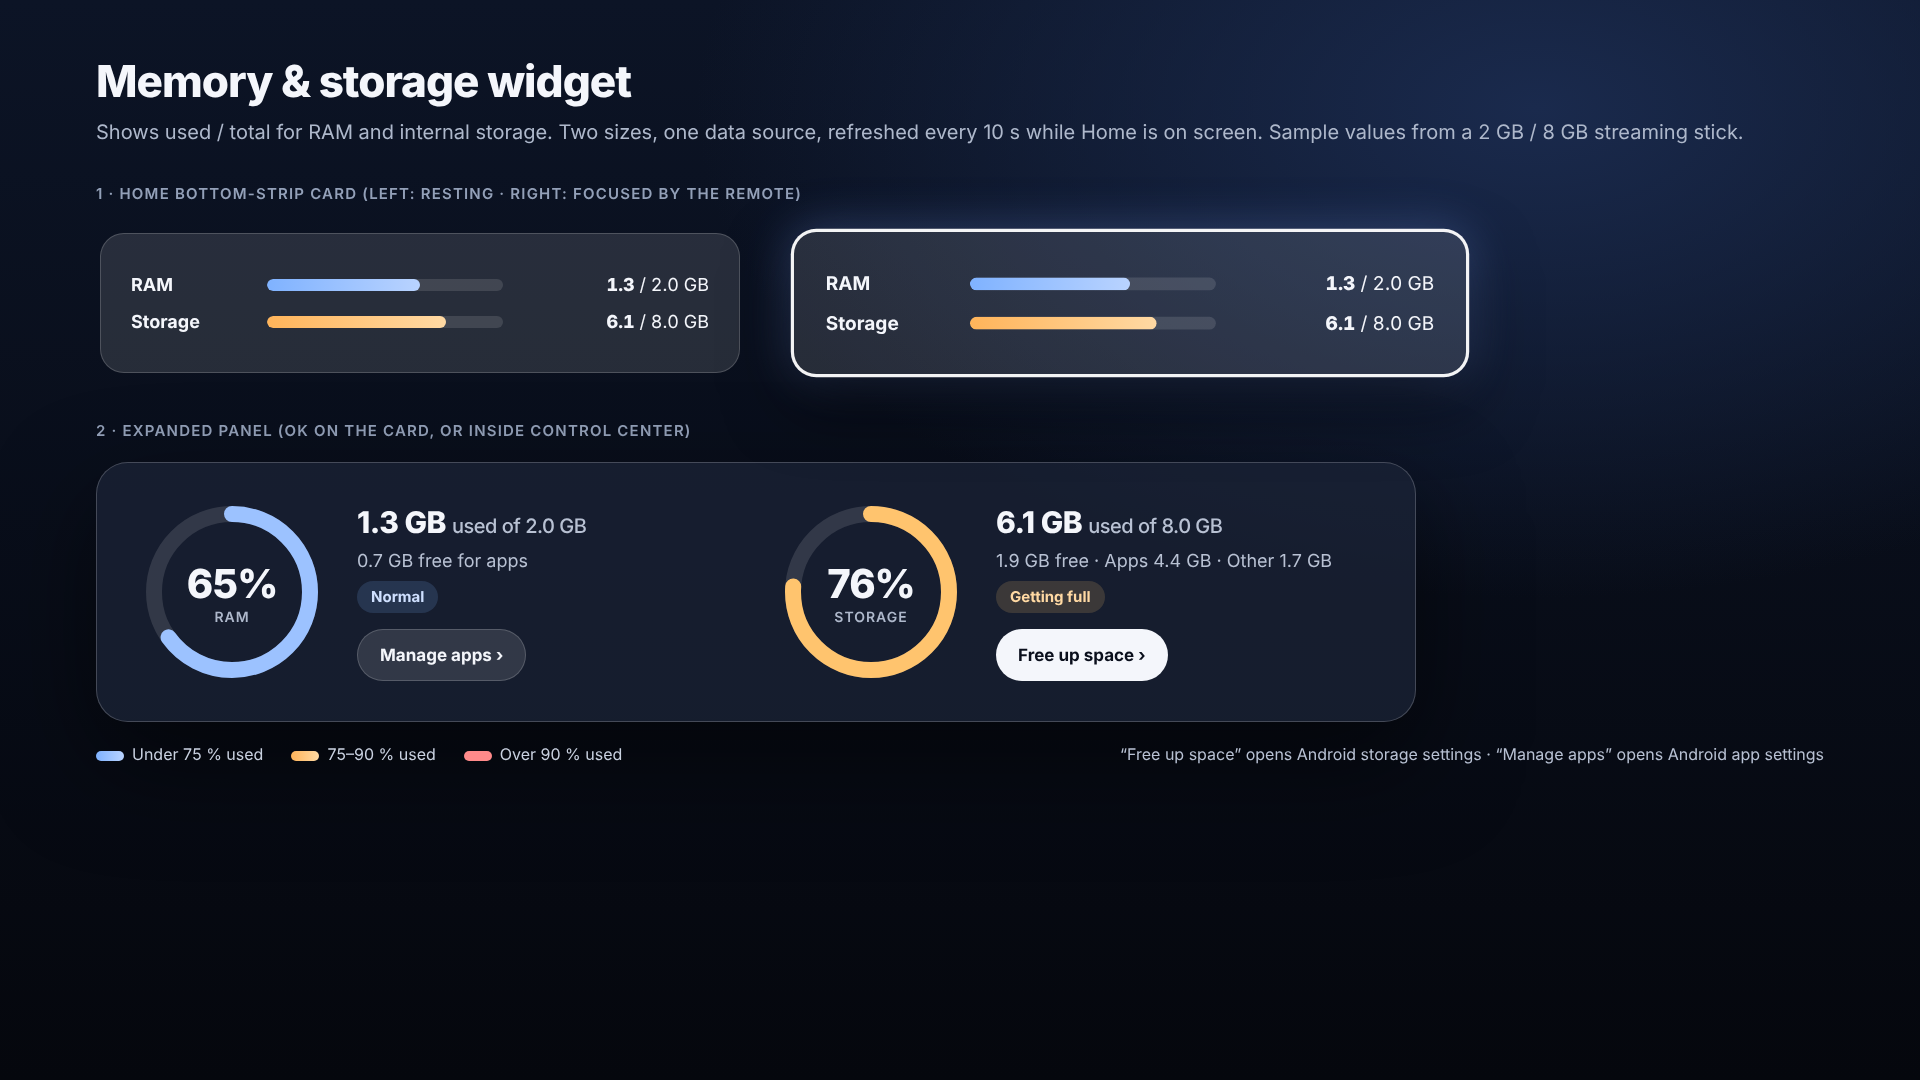 Memory & storage widget
Shows used / total for RAM and internal storage. Two sizes, one data source, refreshed every 10 s while Home is on screen. Sample values from a 2 GB / 8 GB streaming stick.
1 · HOME BOTTOM-STRIP CARD (LEFT: RESTING · RIGHT: FOCUSED BY THE REMOTE)
RAM 1.3 / 2.0 GB
Storage 6.1 / 8.0 GB
RAM 1.3 / 2.0 GB
Storage 6.1 / 8.0 GB
2 · EXPANDED PANEL (OK ON THE CARD, OR INSIDE CONTROL CENTER)
65%
RAM
1.3 GB used of 2.0 GB
0.7 GB free for apps
Normal
Manage apps ›
76%
STORAGE
6.1 GB used of 8.0 GB
1.9 GB free · Apps 4.4 GB · Other 1.7 GB
Getting full
Free up space ›
Under 75 % used
75–90 % used
Over 90 % used
“Free up space” opens Android storage settings · “Manage apps” opens Android app settings